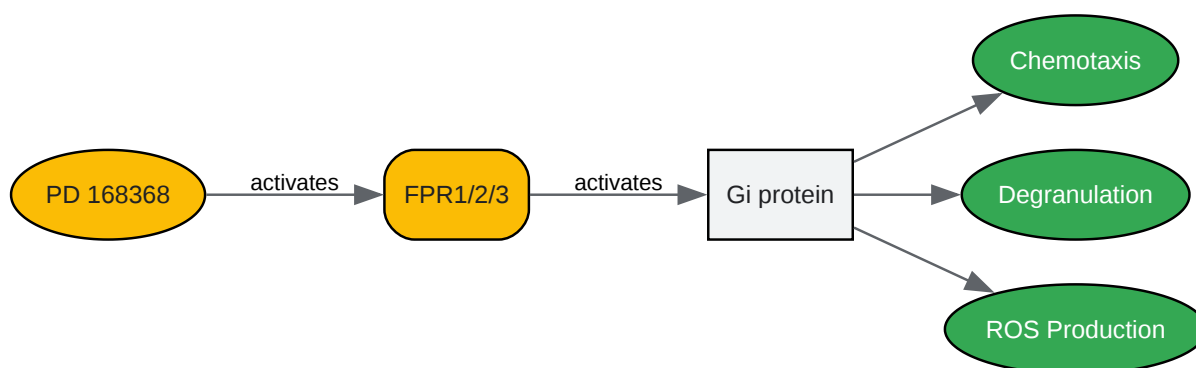 PD 168368
activates
FPR1/2/3
activates
Gi protein
Chemotaxis
Degranulation
ROS Production